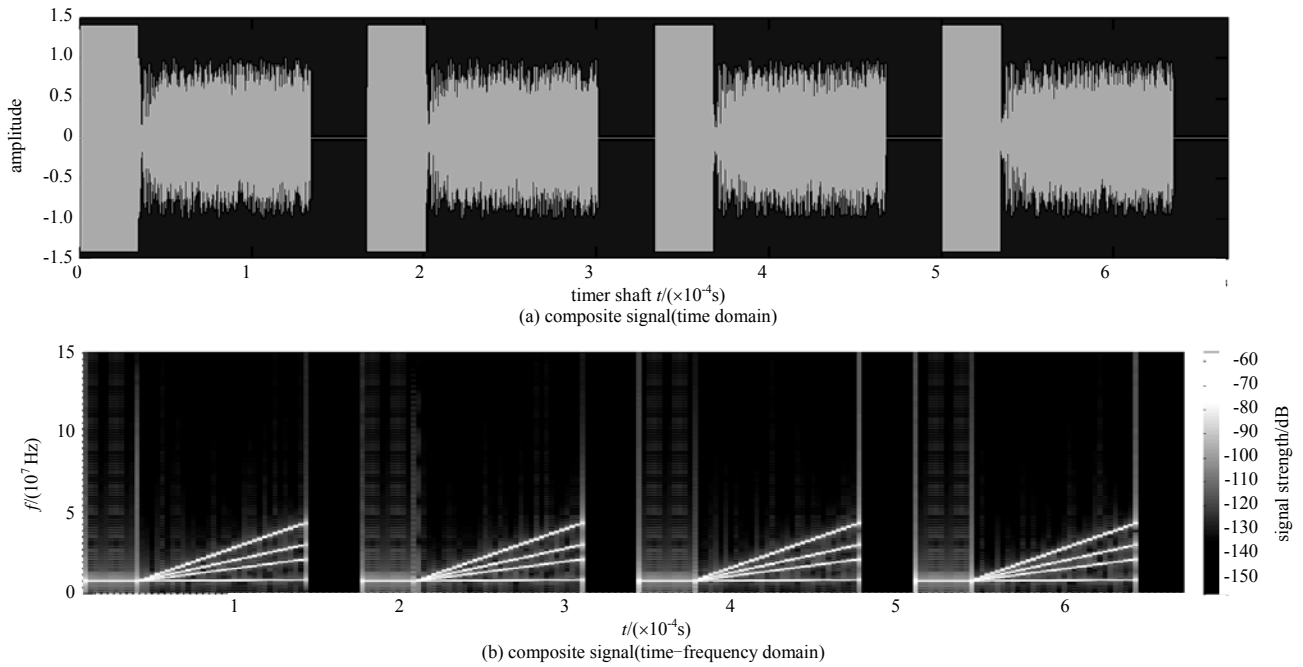 1.5
1.0
0.5
0
-0.5
-1.0
-1.5
amplitude
0 1 2 3 4 5 6
timer shaft t/(×10⁻⁴s)
(a) composite signal(time domain)
15
10
5
0
f/(10⁷ Hz)
1 2 3 4 5 6
t/(×10⁻⁴s)
(b) composite signal(time−frequency domain)
-60
-70
-80
-90
-100
-110
-120
-130
-140
-150
signal strength/dB